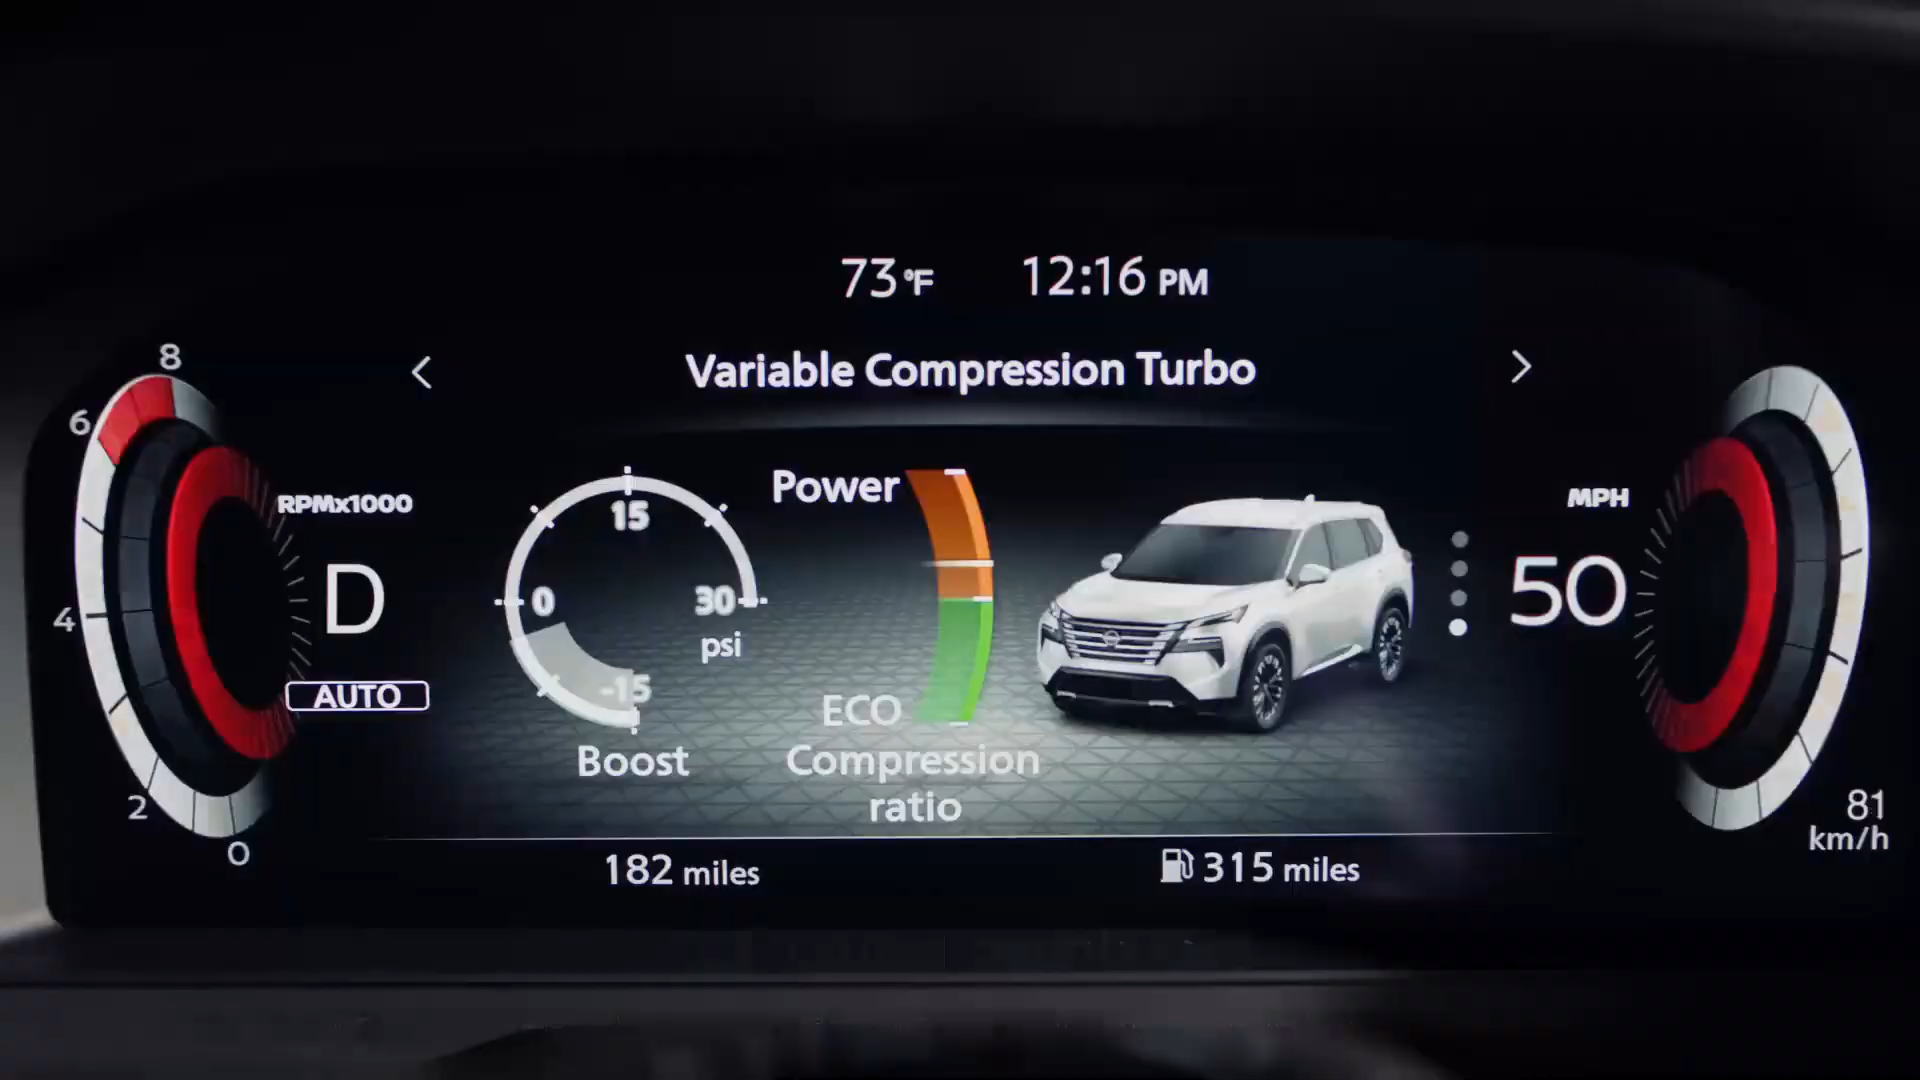 73°F 12:16 PM
Variable Compression Turbo
8
6
4
2
0
RPMx1000
D
AUTO
15
0
30
psi
-15
Boost
Power
ECO
Compression
ratio
MPH
50
81
km/h
182 miles
315 miles